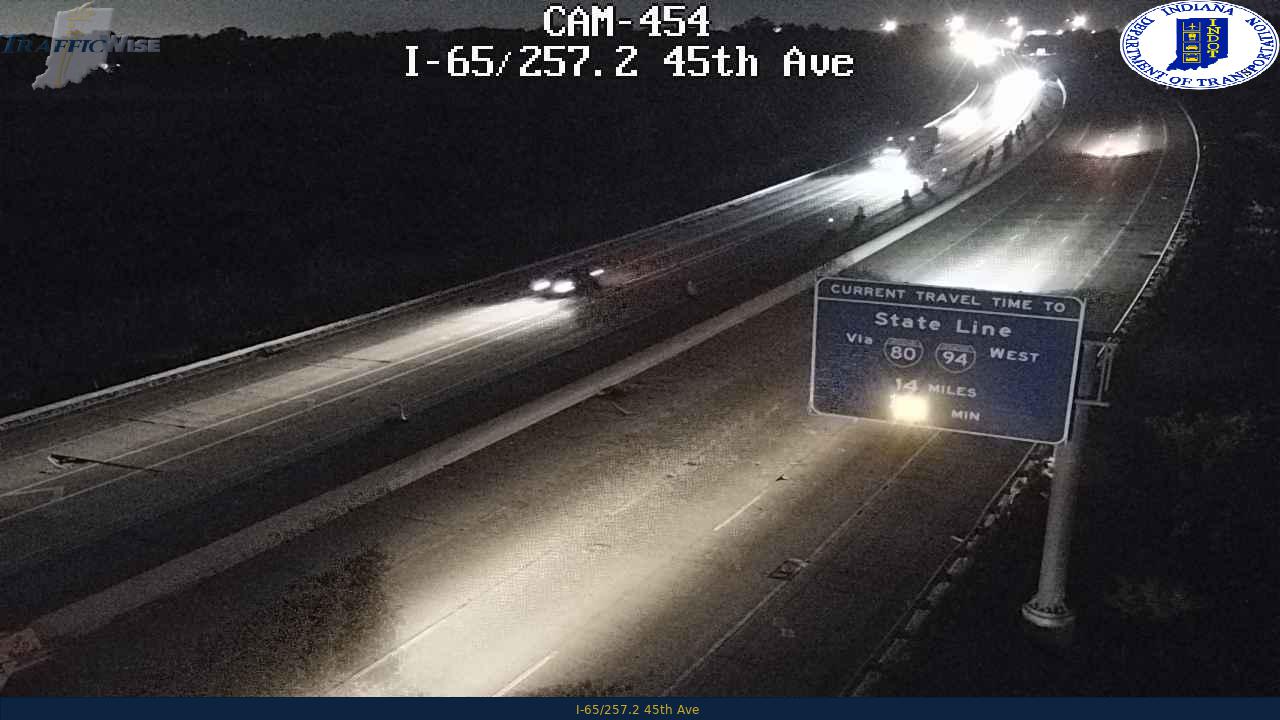 CAM-454
I-65/257.2 45th Ave
TRAFFICWISE
INDIANA
DEPARTMENT OF TRANSPORTATION
INDOT
CURRENT TRAVEL TIME TO
State Line
Via 80 94 WEST
14 MILES
MIN
I-65/257.2 45th Ave